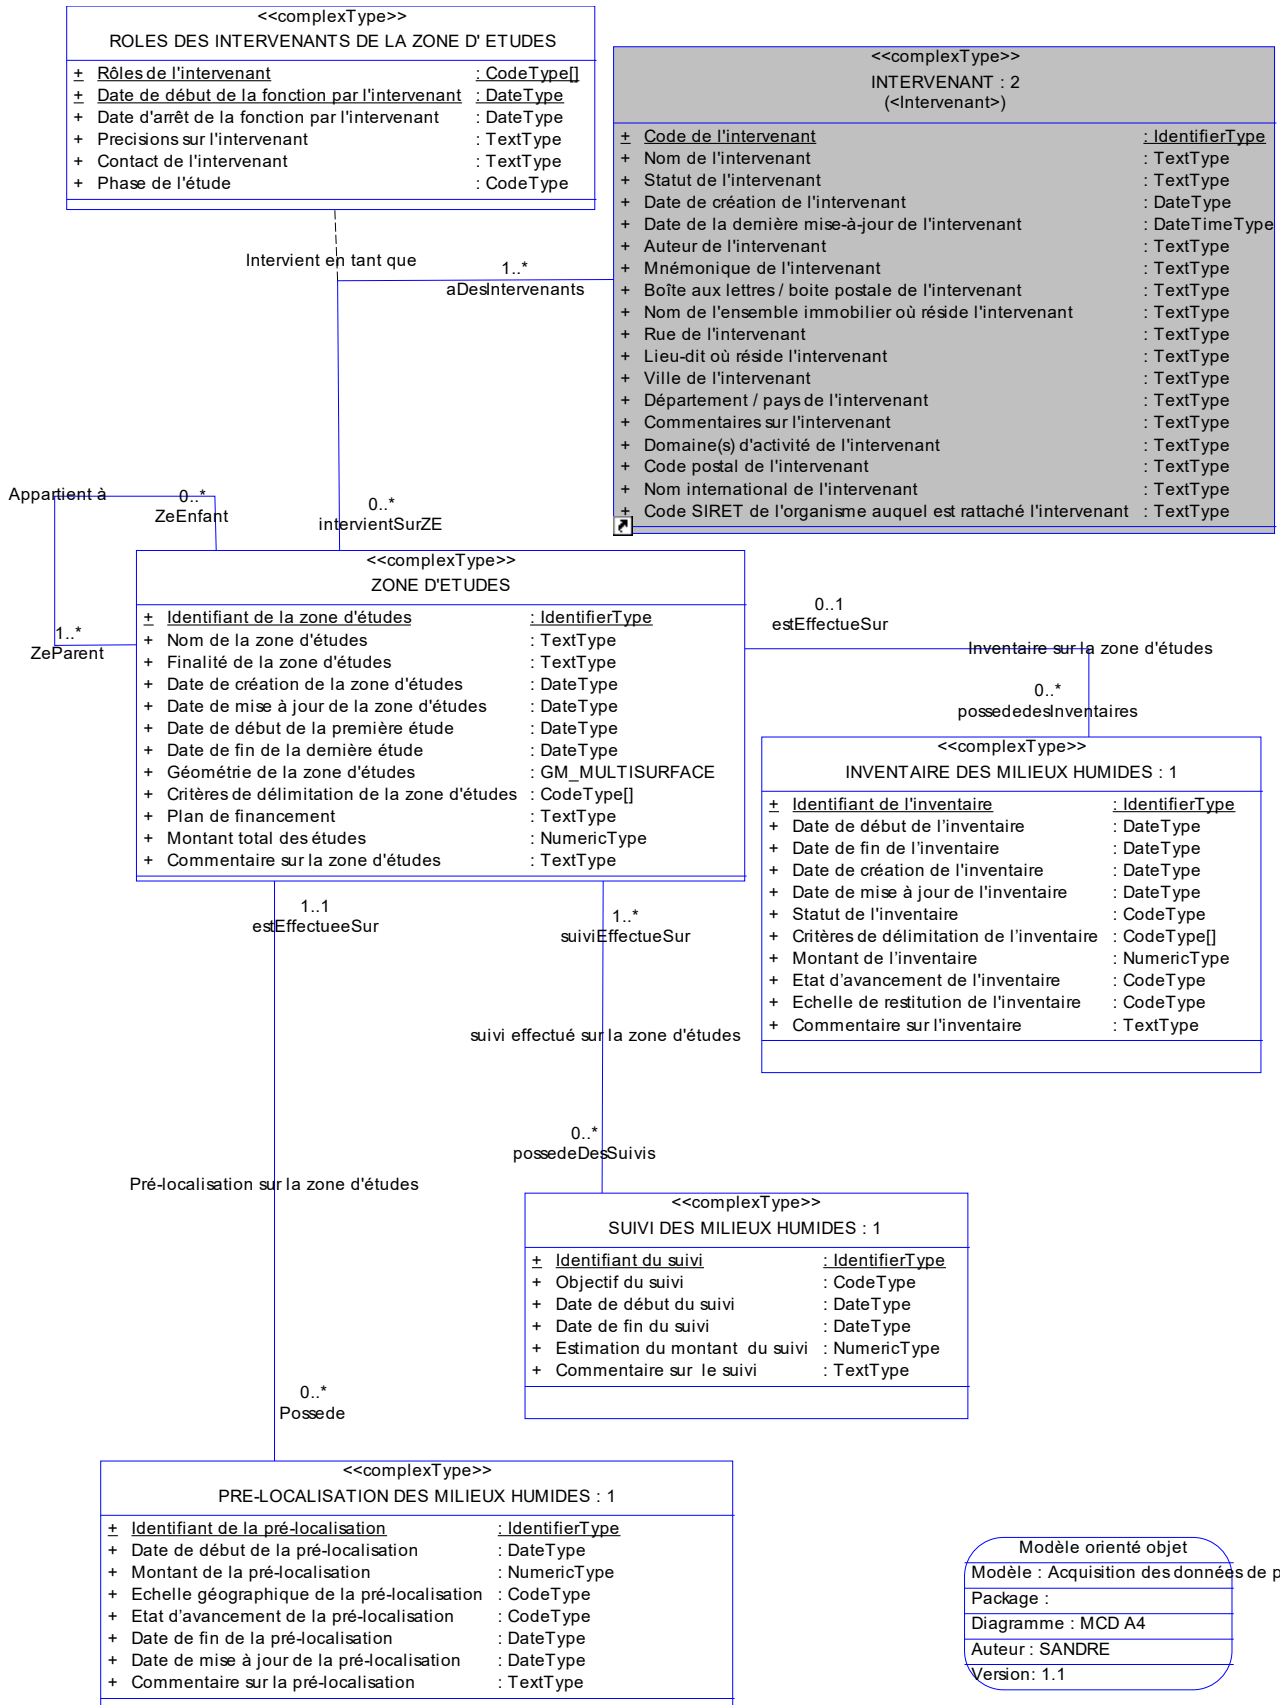 <<complexType>>
ROLES DES INTERVENANTS DE LA ZONE D' ETUDES
+ Rôles de l'intervenant : CodeType[]
+ Date de début de la fonction par l'intervenant : DateType
+ Date d'arrêt de la fonction par l'intervenant : DateType
+ Precisions sur l'intervenant : TextType
+ Contact de l'intervenant : TextType
+ Phase de l'étude : CodeType
<<complexType>>
INTERVENANT : 2
(<Intervenant>)
+ Code de l'intervenant : IdentifierType
+ Nom de l'intervenant : TextType
+ Statut de l'intervenant : TextType
+ Date de création de l'intervenant : DateType
+ Date de la dernière mise-à-jour de l'intervenant : DateTimeType
+ Auteur de l'intervenant : TextType
+ Mnémonique de l'intervenant : TextType
+ Boîte aux lettres / boite postale de l'intervenant : TextType
+ Nom de l'ensemble immobilier où réside l'intervenant : TextType
+ Rue de l'intervenant : TextType
+ Lieu-dit où réside l'intervenant : TextType
+ Ville de l'intervenant : TextType
+ Département / pays de l'intervenant : TextType
+ Commentaires sur l'intervenant : TextType
+ Domaine(s) d'activité de l'intervenant : TextType
+ Code postal de l'intervenant : TextType
+ Nom international de l'intervenant : TextType
+ Code SIRET de l'organisme auquel est rattaché l'intervenant : TextType
Intervient en tant que
1..*
aDesIntervenants
0..*
intervientSurZE
Appartient à
0..*
ZeEnfant
1..*
ZeParent
<<complexType>>
ZONE D'ETUDES
+ Identifiant de la zone d'études : IdentifierType
+ Nom de la zone d'études : TextType
+ Finalité de la zone d'études : TextType
+ Date de création de la zone d'études : DateType
+ Date de mise à jour de la zone d'études : DateType
+ Date de début de la première étude : DateType
+ Date de fin de la dernière étude : DateType
+ Géométrie de la zone d'études : GM_MULTISURFACE
+ Critères de délimitation de la zone d'études : CodeType[]
+ Plan de financement : TextType
+ Montant total des études : NumericType
+ Commentaire sur la zone d'études : TextType
0..1
estEffectueSur
Inventaire sur la zone d'études
0..*
possededesInventaires
<<complexType>>
INVENTAIRE DES MILIEUX HUMIDES : 1
+ Identifiant de l'inventaire : IdentifierType
+ Date de début de l’inventaire : DateType
+ Date de fin de l’inventaire : DateType
+ Date de création de l'inventaire : DateType
+ Date de mise à jour de l'inventaire : DateType
+ Statut de l'inventaire : CodeType
+ Critères de délimitation de l’inventaire : CodeType[]
+ Montant de l’inventaire : NumericType
+ Etat d’avancement de l'inventaire : CodeType
+ Echelle de restitution de l'inventaire : CodeType
+ Commentaire sur l'inventaire : TextType
1..1
estEffectueeSur
1..*
suiviEffectueSur
suivi effectué sur la zone d'études
0..*
possedeDesSuivis
Pré-localisation sur la zone d'études
<<complexType>>
SUIVI DES MILIEUX HUMIDES : 1
+ Identifiant du suivi : IdentifierType
+ Objectif du suivi : CodeType
+ Date de début du suivi : DateType
+ Date de fin du suivi : DateType
+ Estimation du montant du suivi : NumericType
+ Commentaire sur le suivi : TextType
0..*
Possede
<<complexType>>
PRE-LOCALISATION DES MILIEUX HUMIDES : 1
+ Identifiant de la pré-localisation : IdentifierType
+ Date de début de la pré-localisation : DateType
+ Montant de la pré-localisation : NumericType
+ Echelle géographique de la pré-localisation : CodeType
+ Etat d’avancement de la pré-localisation : CodeType
+ Date de fin de la pré-localisation : DateType
+ Date de mise à jour de la pré-localisation : DateType
+ Commentaire sur la pré-localisation : TextType
Modèle orienté objet
Modèle : Acquisition des données de p
Package :
Diagramme : MCD A4
Auteur : SANDRE
Version: 1.1